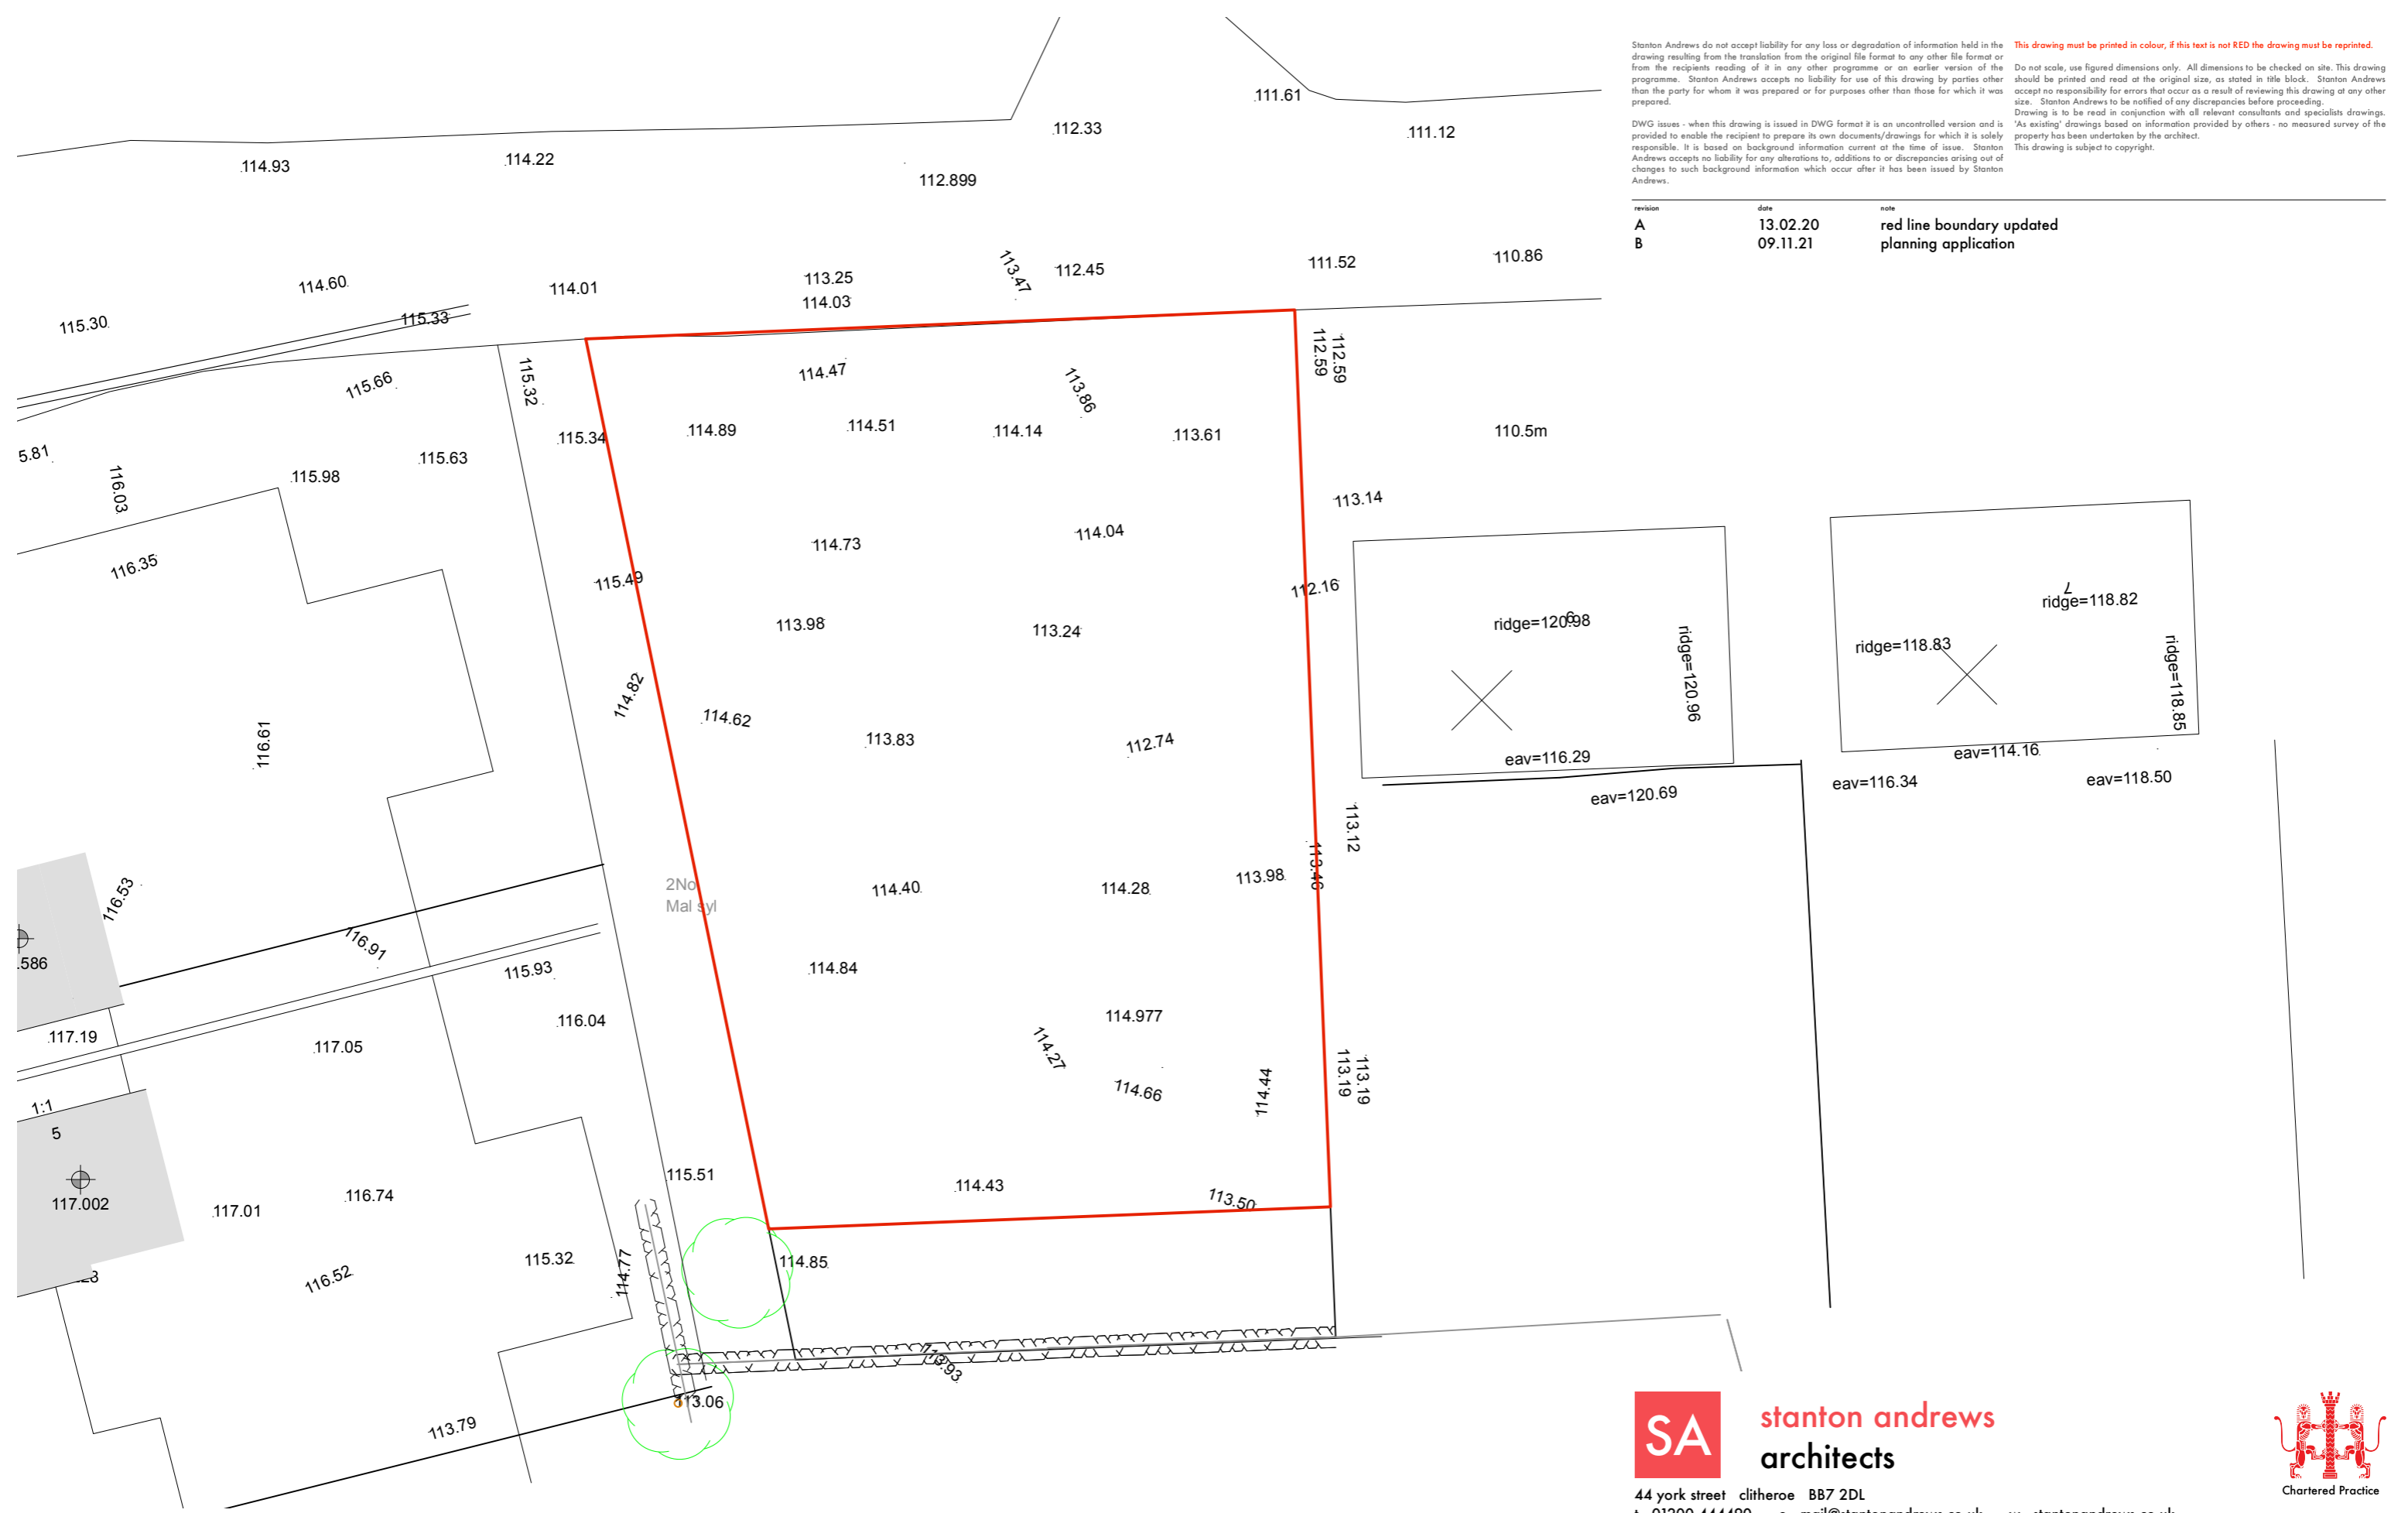 Stanton Andrews do not accept liability for any loss or degradation of information held in the
drawing resulting from the translation from the original file format to any other file format or
from the recipients reading of it in any other programme or an earlier version of the
programme. Stanton Andrews accepts no liability for use of this drawing by parties other
than the party for whom it was prepared or for purposes other than those for which it was
prepared.
DWG issues - when this drawing is issued in DWG format it is an uncontrolled version and is
provided to enable the recipient to prepare its own documents/drawings for which it is solely
responsible. It is based on background information current at the time of issue. Stanton
Andrews accepts no liability for any alterations to, additions to or discrepancies arising out of
changes to such background information which occur after it has been issued by Stanton
Andrews.
This drawing must be printed in colour, if this text is not RED the drawing must be reprinted.
Do not scale, use figured dimensions only. All dimensions to be checked on site. This drawing
should be printed and read at the original size, as stated in title block. Stanton Andrews
accept no responsibility for errors that occur as a result of reviewing this drawing at any other
size. Stanton Andrews to be notified of any discrepancies before proceeding.
Drawing is to be read in conjunction with all relevant consultants and specialists drawings.
'As existing' drawings based on information provided by others - no measured survey of the
property has been undertaken by the architect.
This drawing is subject to copyright.
revision date note
A 13.02.20 red line boundary updated
B 09.11.21 planning application
111.61
112.33
111.12
114.93
114.22
112.899
114.60
114.01
113.25
114.03
113.47
112.45
111.52
110.86
115.30
115.33
115.66
115.32
114.47
113.86
112.59
112.59
5.81
116.03
115.98
115.63
115.34
114.89
114.51
114.14
113.61
110.5m
113.14
116.35
115.49
114.73
114.04
112.16
113.98
113.24
ridge=120.98
6
ridge=120.96
7
ridge=118.82
ridge=118.83
ridge=118.85
116.61
114.82
114.62
113.83
112.74
eav=116.29
eav=120.69
eav=114.16
eav=116.34
eav=118.50
113.12
113.46
116.53
2No
Mal syl
114.40
114.28
113.98
.586
116.91
115.93
114.84
117.19
117.05
116.04
114.977
114.27
114.66
114.44
113.19
113.19
1:1
5
117.002
117.01
116.74
115.51
114.43
113.50
116.52
115.32
114.77
114.85
113.93
113.06
113.79
SA
stanton andrews
architects
44 york street clitheroe BB7 2DL
t 01200 444490 e mail@stantonandrews.co.uk w stantonandrews.co.uk
Chartered Practice